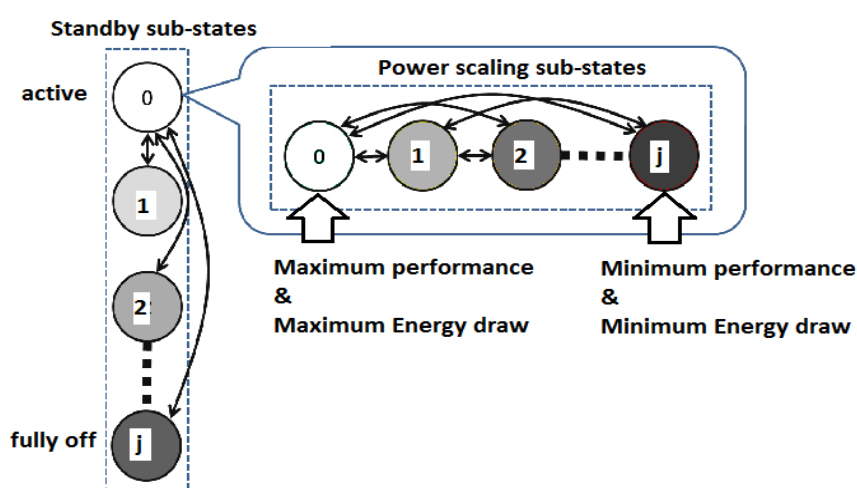 Standby sub-states
active
0
1
2
j
fully off
Power scaling sub-states
0
1
2
j
Maximum performance
&
Maximum Energy draw
Minimum performance
&
Minimum Energy draw